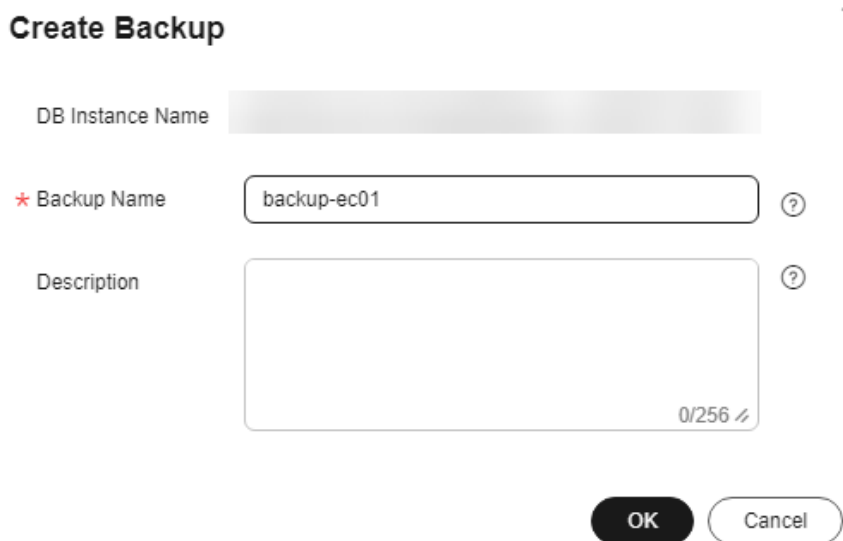 Create Backup
DB Instance Name
* Backup Name backup-ec01 ?
Description ?
0/256
OK Cancel